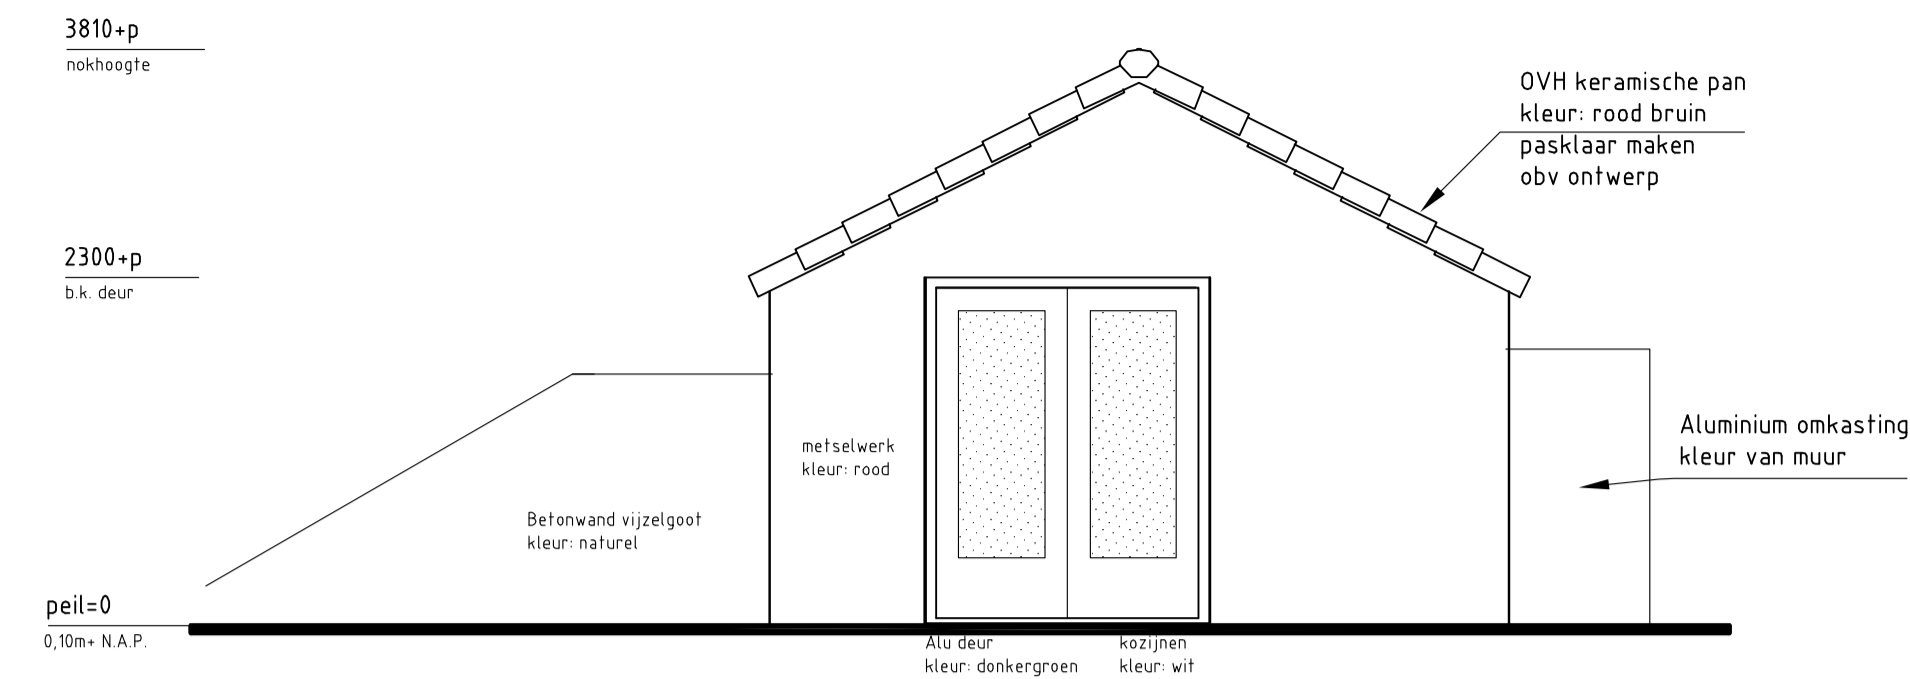 3810+p
nokhoogte
OVH keramische pan
kleur: rood bruin
pasklaar maken
obv ontwerp
2300+p
b.k. deur
Aluminium omkasting
kleur van muur
metselwerk
kleur: rood
Betonwand vijzelgoot
kleur: naturel
peil=0
0,10m+ N.A.P.
Alu deur
kleur: donkergroen
kozijnen
kleur: wit